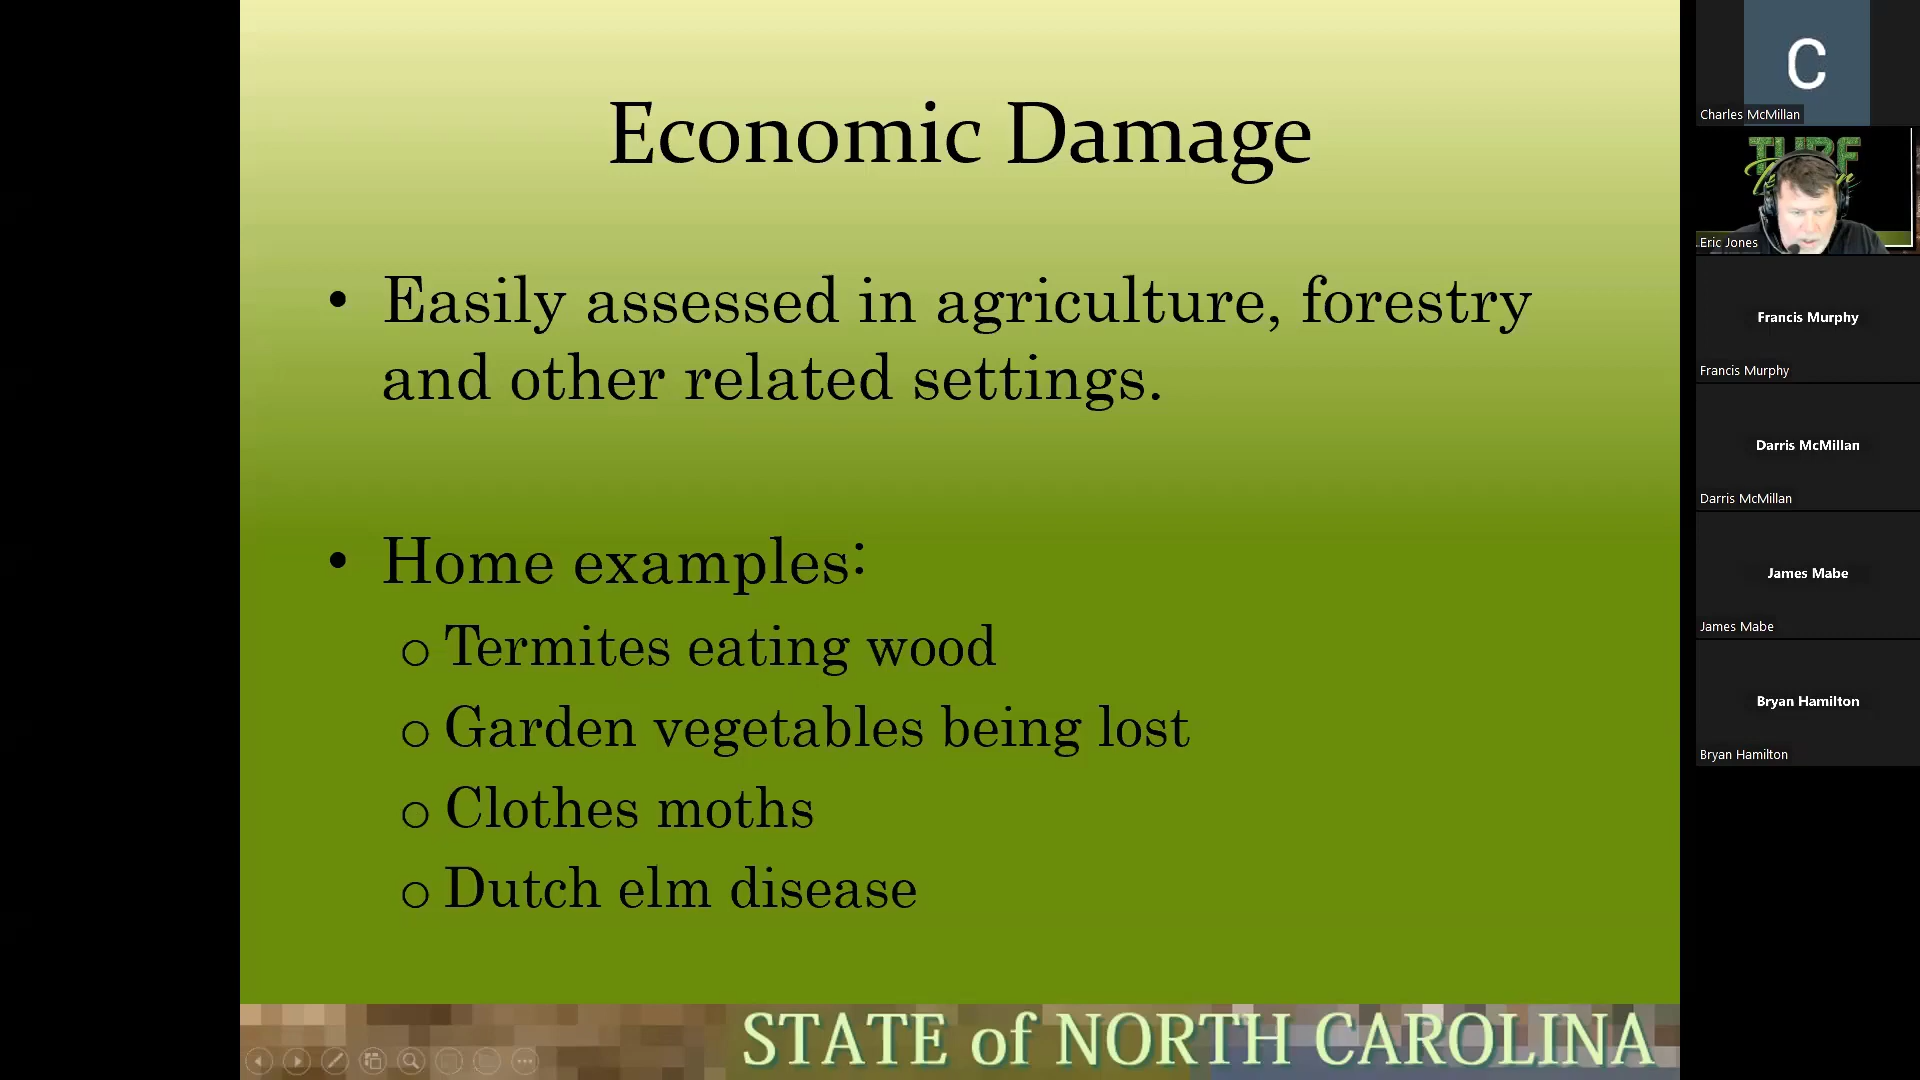 Economic Damage
• Easily assessed in agriculture, forestry
and other related settings.
• Home examples:
o Termites eating wood
o Garden vegetables being lost
o Clothes moths
o Dutch elm disease
STATE of NORTH CAROLINA
C
Charles McMillan
TURF
Eric Jones
Francis Murphy
Francis Murphy
Darris McMillan
Darris McMillan
James Mabe
James Mabe
Bryan Hamilton
Bryan Hamilton